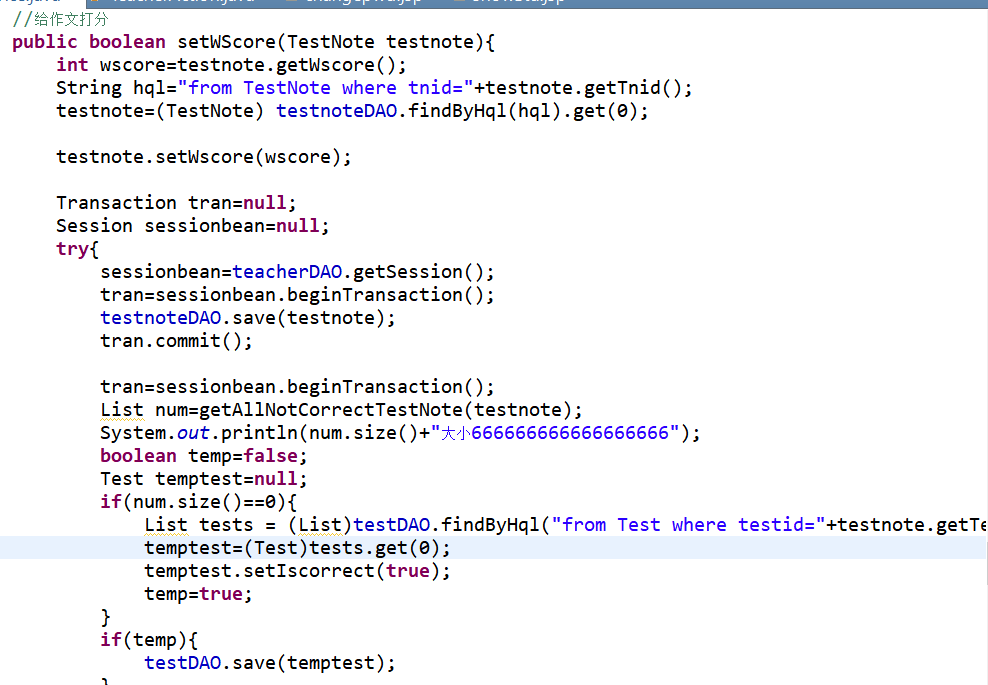 //给作文打分
public boolean setWScore(TestNote testnote){
int wscore=testnote.getWscore();
String hql="from TestNote where tnid="+testnote.getTnid();
testnote=(TestNote) testnoteDAO.findByHql(hql).get(0);
testnote.setWscore(wscore);
Transaction tran=null;
Session sessionbean=null;
try{
sessionbean=teacherDAO.getSession();
tran=sessionbean.beginTransaction();
testnoteDAO.save(testnote);
tran.commit();
tran=sessionbean.beginTransaction();
List num=getAllNotCorrectTestNote(testnote);
System.out.println(num.size()+"大小666666666666666666");
boolean temp=false;
Test temptest=null;
if(num.size()==0){
List tests = (List)testDAO.findByHql("from Test where testid="+testnote.getTe
temptest=(Test)tests.get(0);
temptest.setIscorrect(true);
temp=true;
}
if(temp){
testDAO.save(temptest);